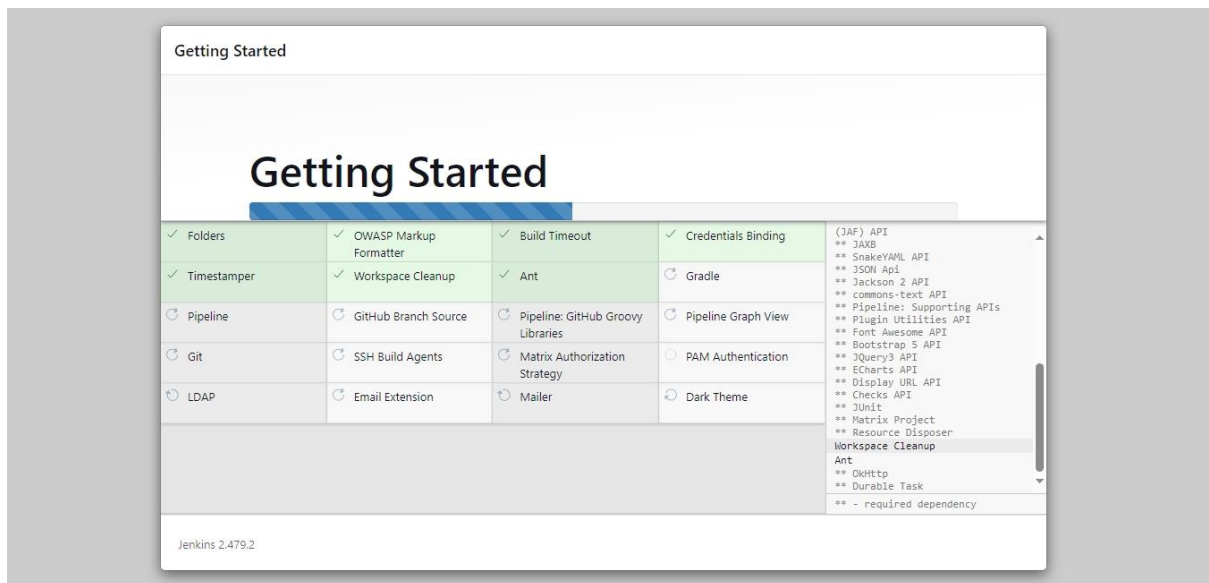 Getting Started
Getting Started
Folders
OWASP Markup
Formatter
Build Timeout
Credentials Binding
Timestamper
Workspace Cleanup
Ant
Gradle
Pipeline
GitHub Branch Source
Pipeline: GitHub Groovy
Libraries
Pipeline Graph View
Git
SSH Build Agents
Matrix Authorization
Strategy
PAM Authentication
LDAP
Email Extension
Mailer
Dark Theme
(JAF) API
** JAXB
** SnakeYAML API
** JSON Api
** Jackson 2 API
** commons-text API
** Pipeline: Supporting APIs
** Plugin Utilities API
** Font Awesome API
** Bootstrap 5 API
** JQuery3 API
** ECharts API
** Display URL API
** Checks API
** JUnit
** Matrix Project
** Resource Disposer
Workspace Cleanup
Ant
** OkHttp
** Durable Task
** - required dependency
Jenkins 2.479.2